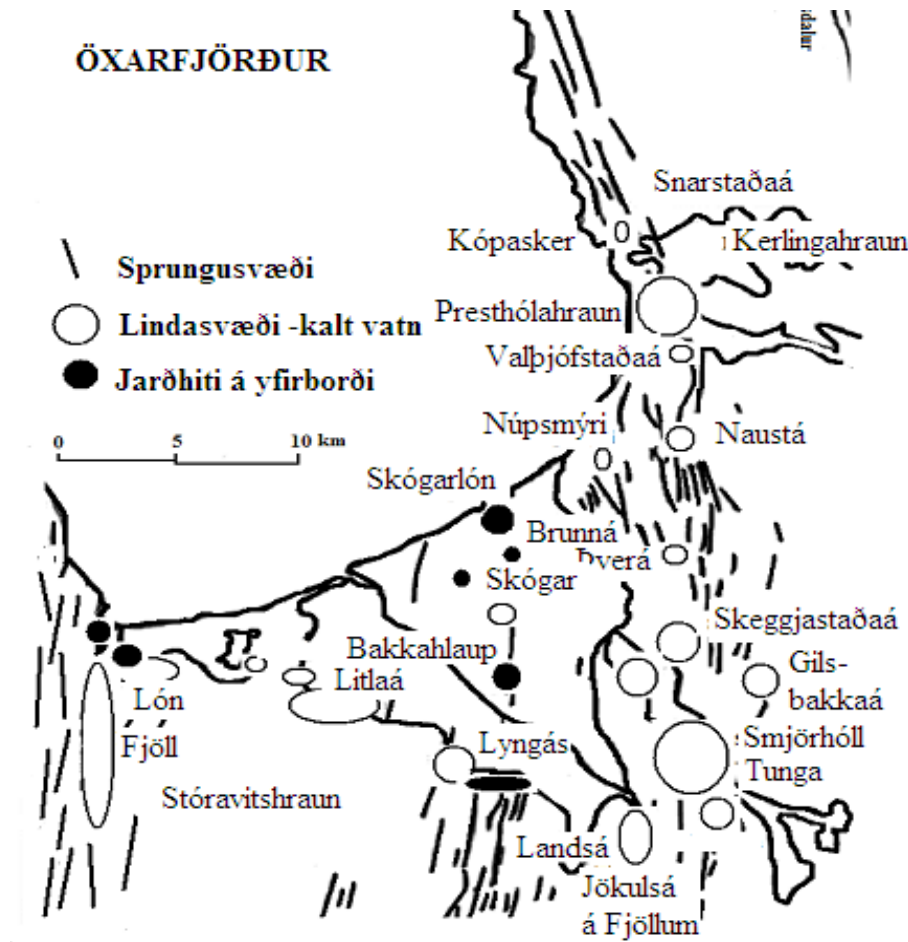 ÖXARFJÖRÐUR
Snarstaðaá
Kópasker
Kerlingahraun
Sprungusvæði
Lindasvæði -kalt vatn
Presthólahraun
Valþjófstaðaá
Jarðhiti á yfirborði
Núpsmýri
Naustá
0 5 10 km
Skógarlón
Brunná
Þverá
Skógar
Skeggjastaðaá
Bakkahlaup
Gils-
bakkaá
Litlaá
Lón
Fjöll
Lyngás
Smjörhóll
Tunga
Stóravitshraun
Landsá
Jökulsá
á Fjöllum